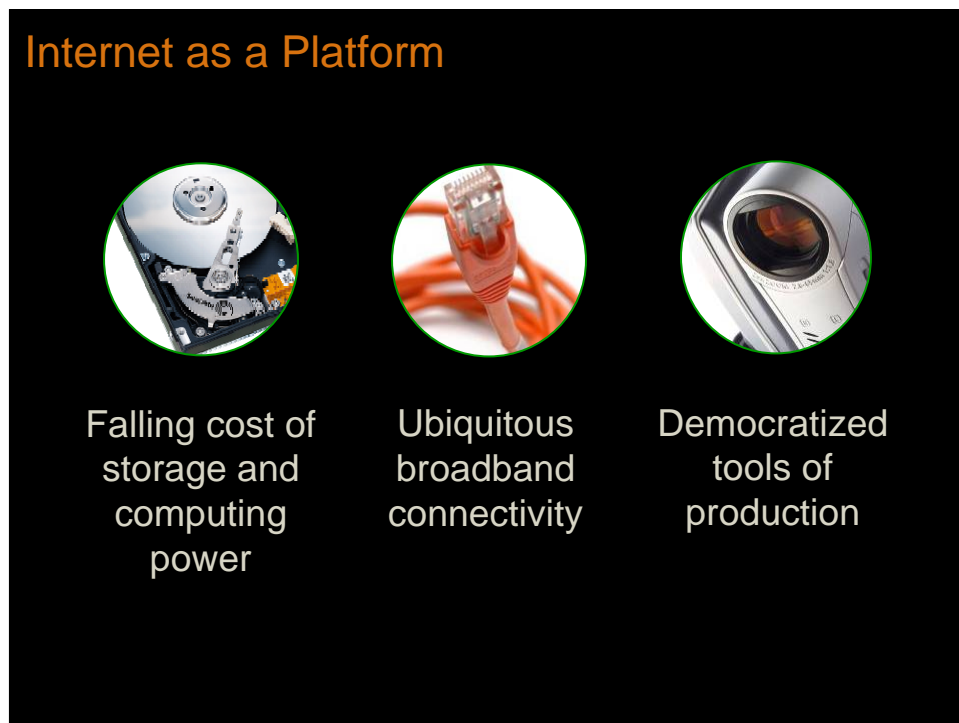 Internet as a Platform
Falling cost of
storage and
computing
power
Ubiquitous
broadband
connectivity
Democratized
tools of
production